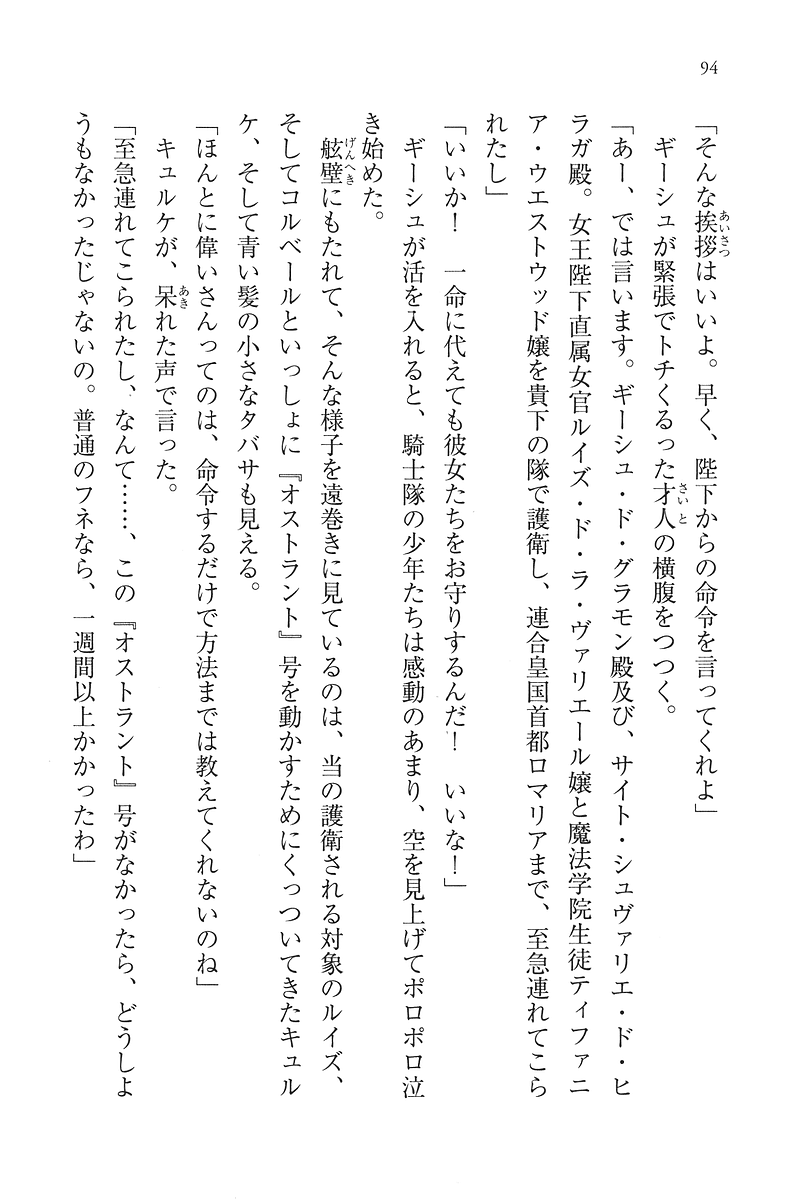 94
「そんな挨拶はいいよ。早く、陛下からの命令を言ってくれよ」
ギーシュが緊張でトチくるった才人の横腹をつつく。
「あー、では言います。ギーシュ・ド・グラモン殿及び、サイト・シュヴァリエ・ド・ヒ
ラガ殿。女王陛下直属女官ルイズ・ド・ラ・ヴァリエール嬢と魔法学院生徒ティファニ
ア・ウエストウッド嬢を貴下の隊で護衛し、連合皇国首都ロマリアまで、至急連れてこら
れたし」
「いいか！　一命に代えても彼女たちをお守りするんだ！　いいな！」
ギーシュが活を入れると、騎士隊の少年たちは感動のあまり、空を見上げてポロポロ泣
き始めた。
舷壁にもたれて、そんな様子を遠巻きに見ているのは、当の護衛される対象のルイズ、
そしてコルベールといっしょに『オストラント』号を動かすためにくっついてきたキュル
ケ、そして青い髪の小さなタバサも見える。
「ほんとに偉いさんってのは、命令するだけで方法までは教えてくれないのね」
キュルケが、呆れた声で言った。
「至急連れてこられたし、なんて……、この『オストラント』号がなかったら、どうしよ
うもなかったじゃないの。普通のフネなら、一週間以上かかったわ」